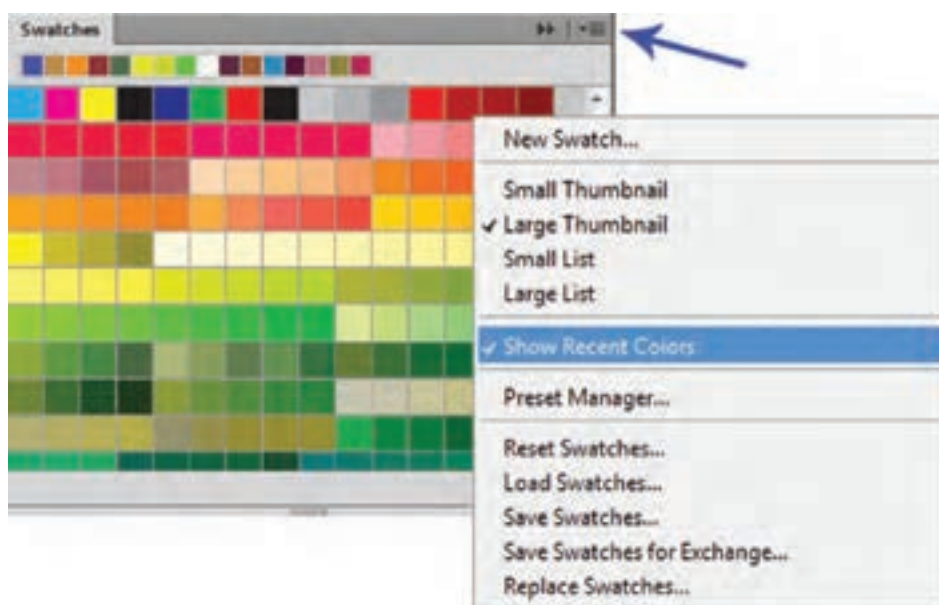 Swatches
New Swatch...
Small Thumbnail
Large Thumbnail
Small List
Large List
Show Recent Colors
Preset Manager...
Reset Swatches...
Load Swatches...
Save Swatches...
Save Swatches for Exchange...
Replace Swatches...